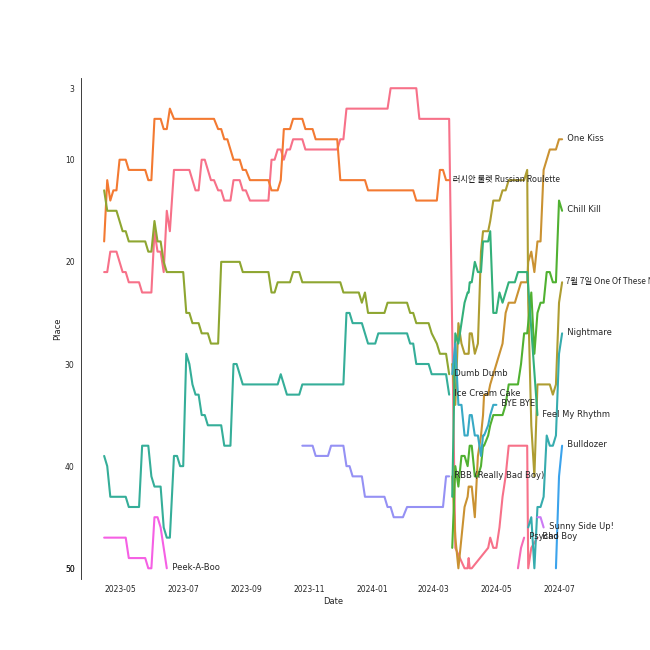 3
10
20
30
40
50
Place
One Kiss
러시안 룰렛 Russian Roulette
Chill Kill
7월 7일 One Of These N
Nightmare
Dumb Dumb
Ice Cream Cake
BYE BYE
Feel My Rhythm
Bulldozer
RBB (Really Bad Boy)
Sunny Side Up!
Psycho
Bad Boy
Peek-A-Boo
2023-05
2023-07
2023-09
2023-11
2024-01
2024-03
2024-05
2024-07
Date